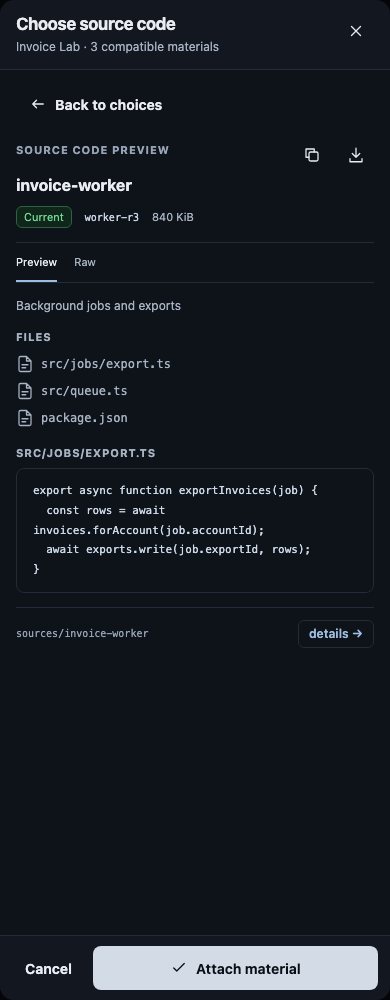 Choose source code
Invoice Lab · 3 compatible materials
Back to choices
SOURCE CODE PREVIEW
invoice-worker
Current worker-r3 840 KiB
Preview Raw
Background jobs and exports
FILES
src/jobs/export.ts
src/queue.ts
package.json
SRC/JOBS/EXPORT.TS
export async function exportInvoices(job) {
  const rows = await
invoices.forAccount(job.accountId);
  await exports.write(job.exportId, rows);
}
sources/invoice-worker
details →
Cancel
Attach material